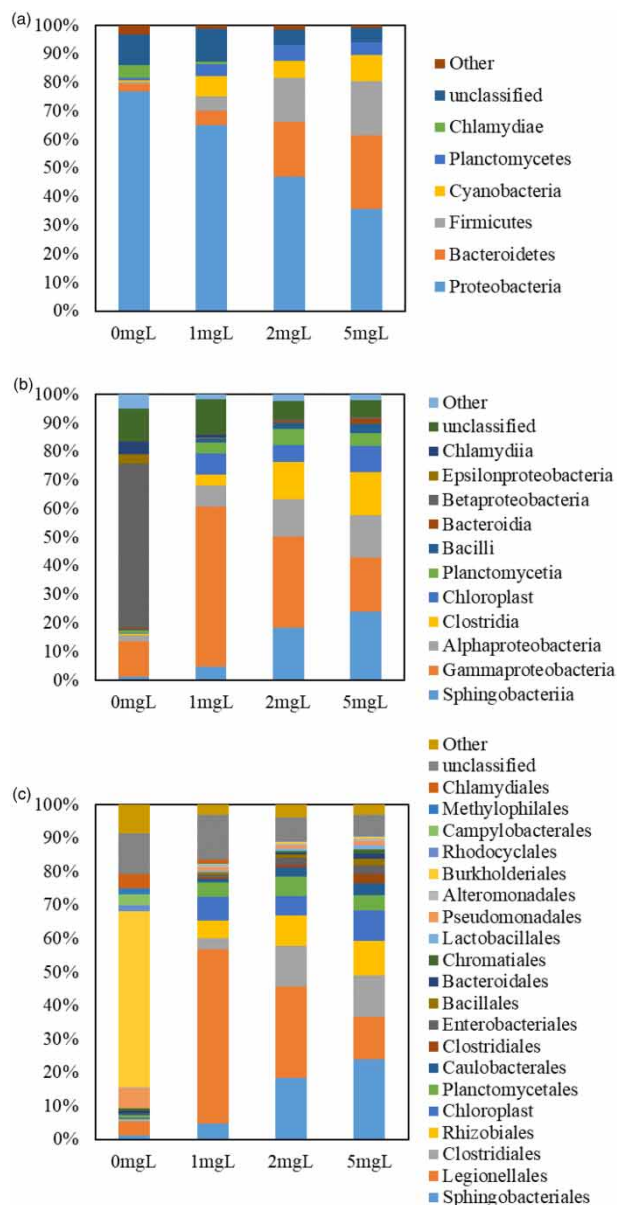 (a)
100%
90%
80%
70%
60%
50%
40%
30%
20%
10%
0%
0mgL 1mgL 2mgL 5mgL
Other
unclassified
Chlamydiae
Planctomycetes
Cyanobacteria
Firmicutes
Bacteroidetes
Proteobacteria
(b)
100%
90%
80%
70%
60%
50%
40%
30%
20%
10%
0%
0mgL 1mgL 2mgL 5mgL
Other
unclassified
Chlamydiia
Epsilonproteobacteria
Betaproteobacteria
Bacteroidia
Bacilli
Planctomycetia
Chloroplast
Clostridia
Alphaproteobacteria
Gammaproteobacteria
Sphingobacteriia
(c)
100%
90%
80%
70%
60%
50%
40%
30%
20%
10%
0%
0mgL 1mgL 2mgL 5mgL
Other
unclassified
Chlamydiales
Methylophilales
Campylobacterales
Rhodocyclales
Burkholderiales
Alteromonadales
Pseudomonadales
Lactobacillales
Chromatiales
Bacteroidales
Bacillales
Enterobacteriales
Clostridiales
Caulobacterales
Planctomycetales
Chloroplast
Rhizobiales
Clostridiales
Legionellales
Sphingobacteriales